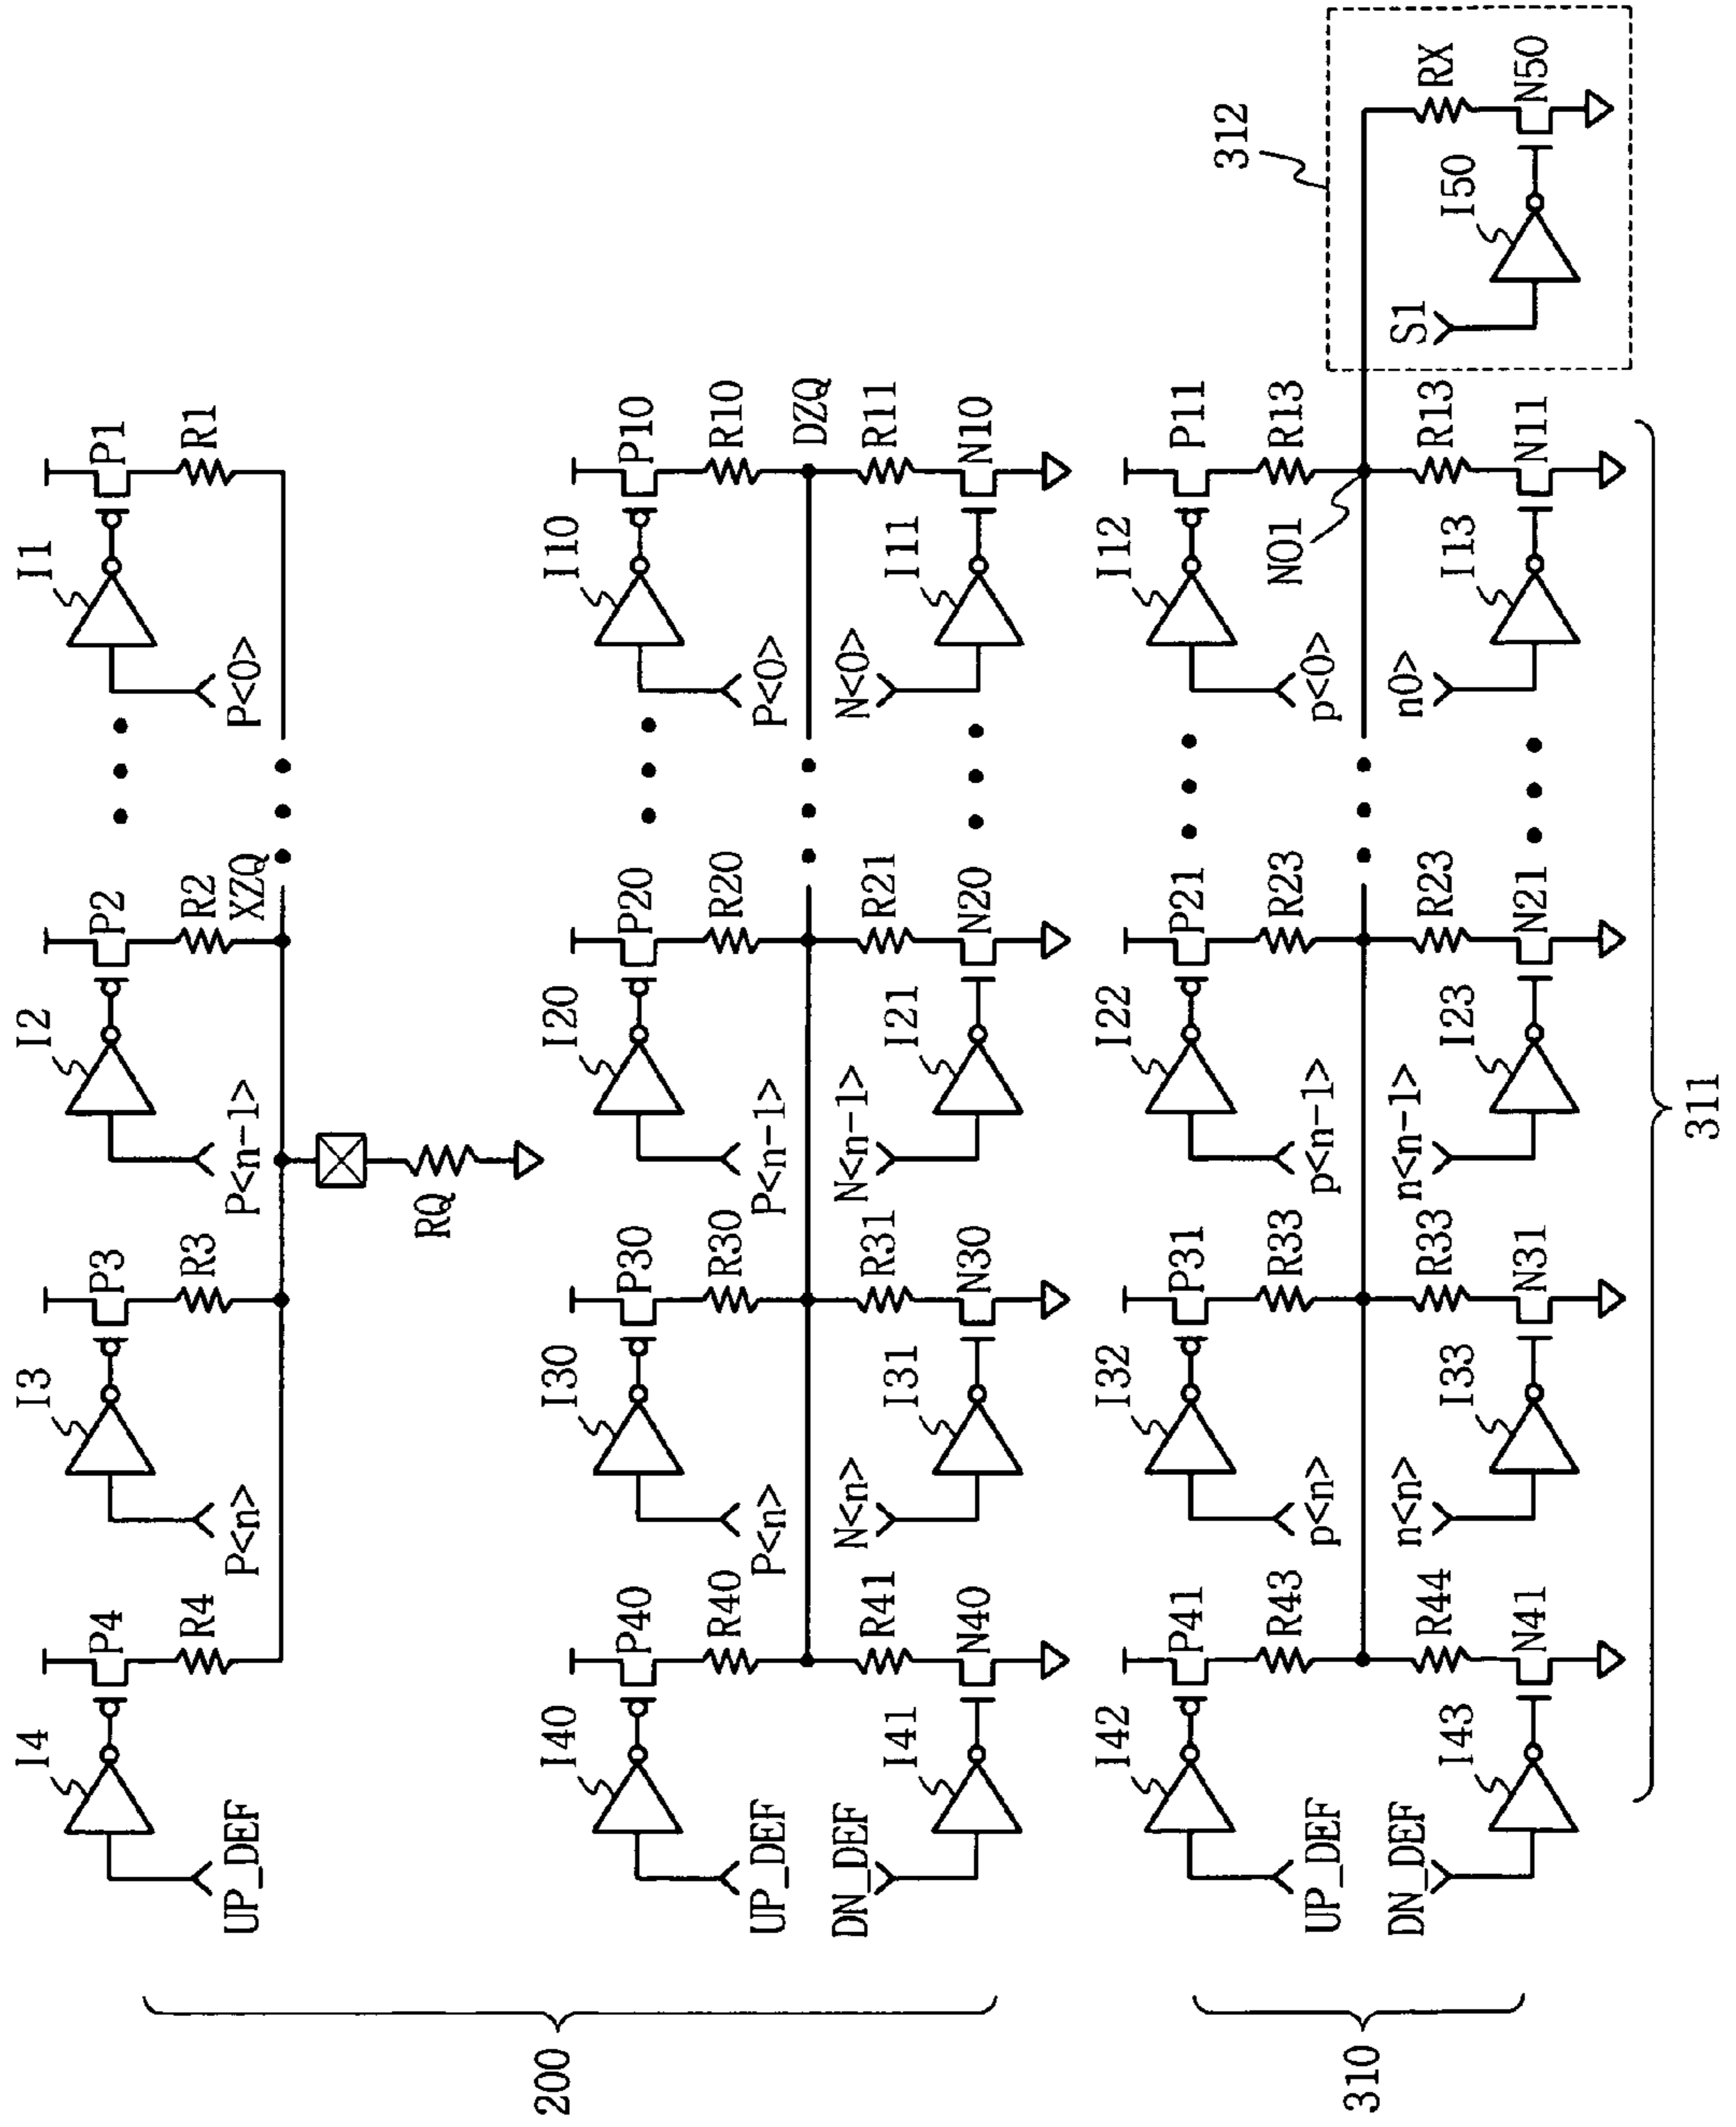 I4
I3
I2
I1
P4
P3
P2
P1
R4
R3
R2
R1
UP_DEF
P<n>
P<n-1>
XZQ
P<0>
RQ
200
I40
I30
I20
I10
P40
P30
P20
P10
R40
R30
R20
R10
UP_DEF
P<n>
P<n-1>
P<0>
DZQ
DN_DEF
N<n>
N<n-1>
N<0>
R41
R31
R21
R11
I41
I31
I21
I11
N40
N30
N20
N10
310
I42
I32
I22
I12
P41
P31
P21
P11
R43
R33
R23
R13
NO1
312
UP_DEF
p<n>
p<n-1>
p<0>
DN_DEF
n<n>
n<n-1>
n0>
S1
R44
R33
R23
R13
RX
I43
I33
I23
I13
I50
N41
N31
N21
N11
N50
311